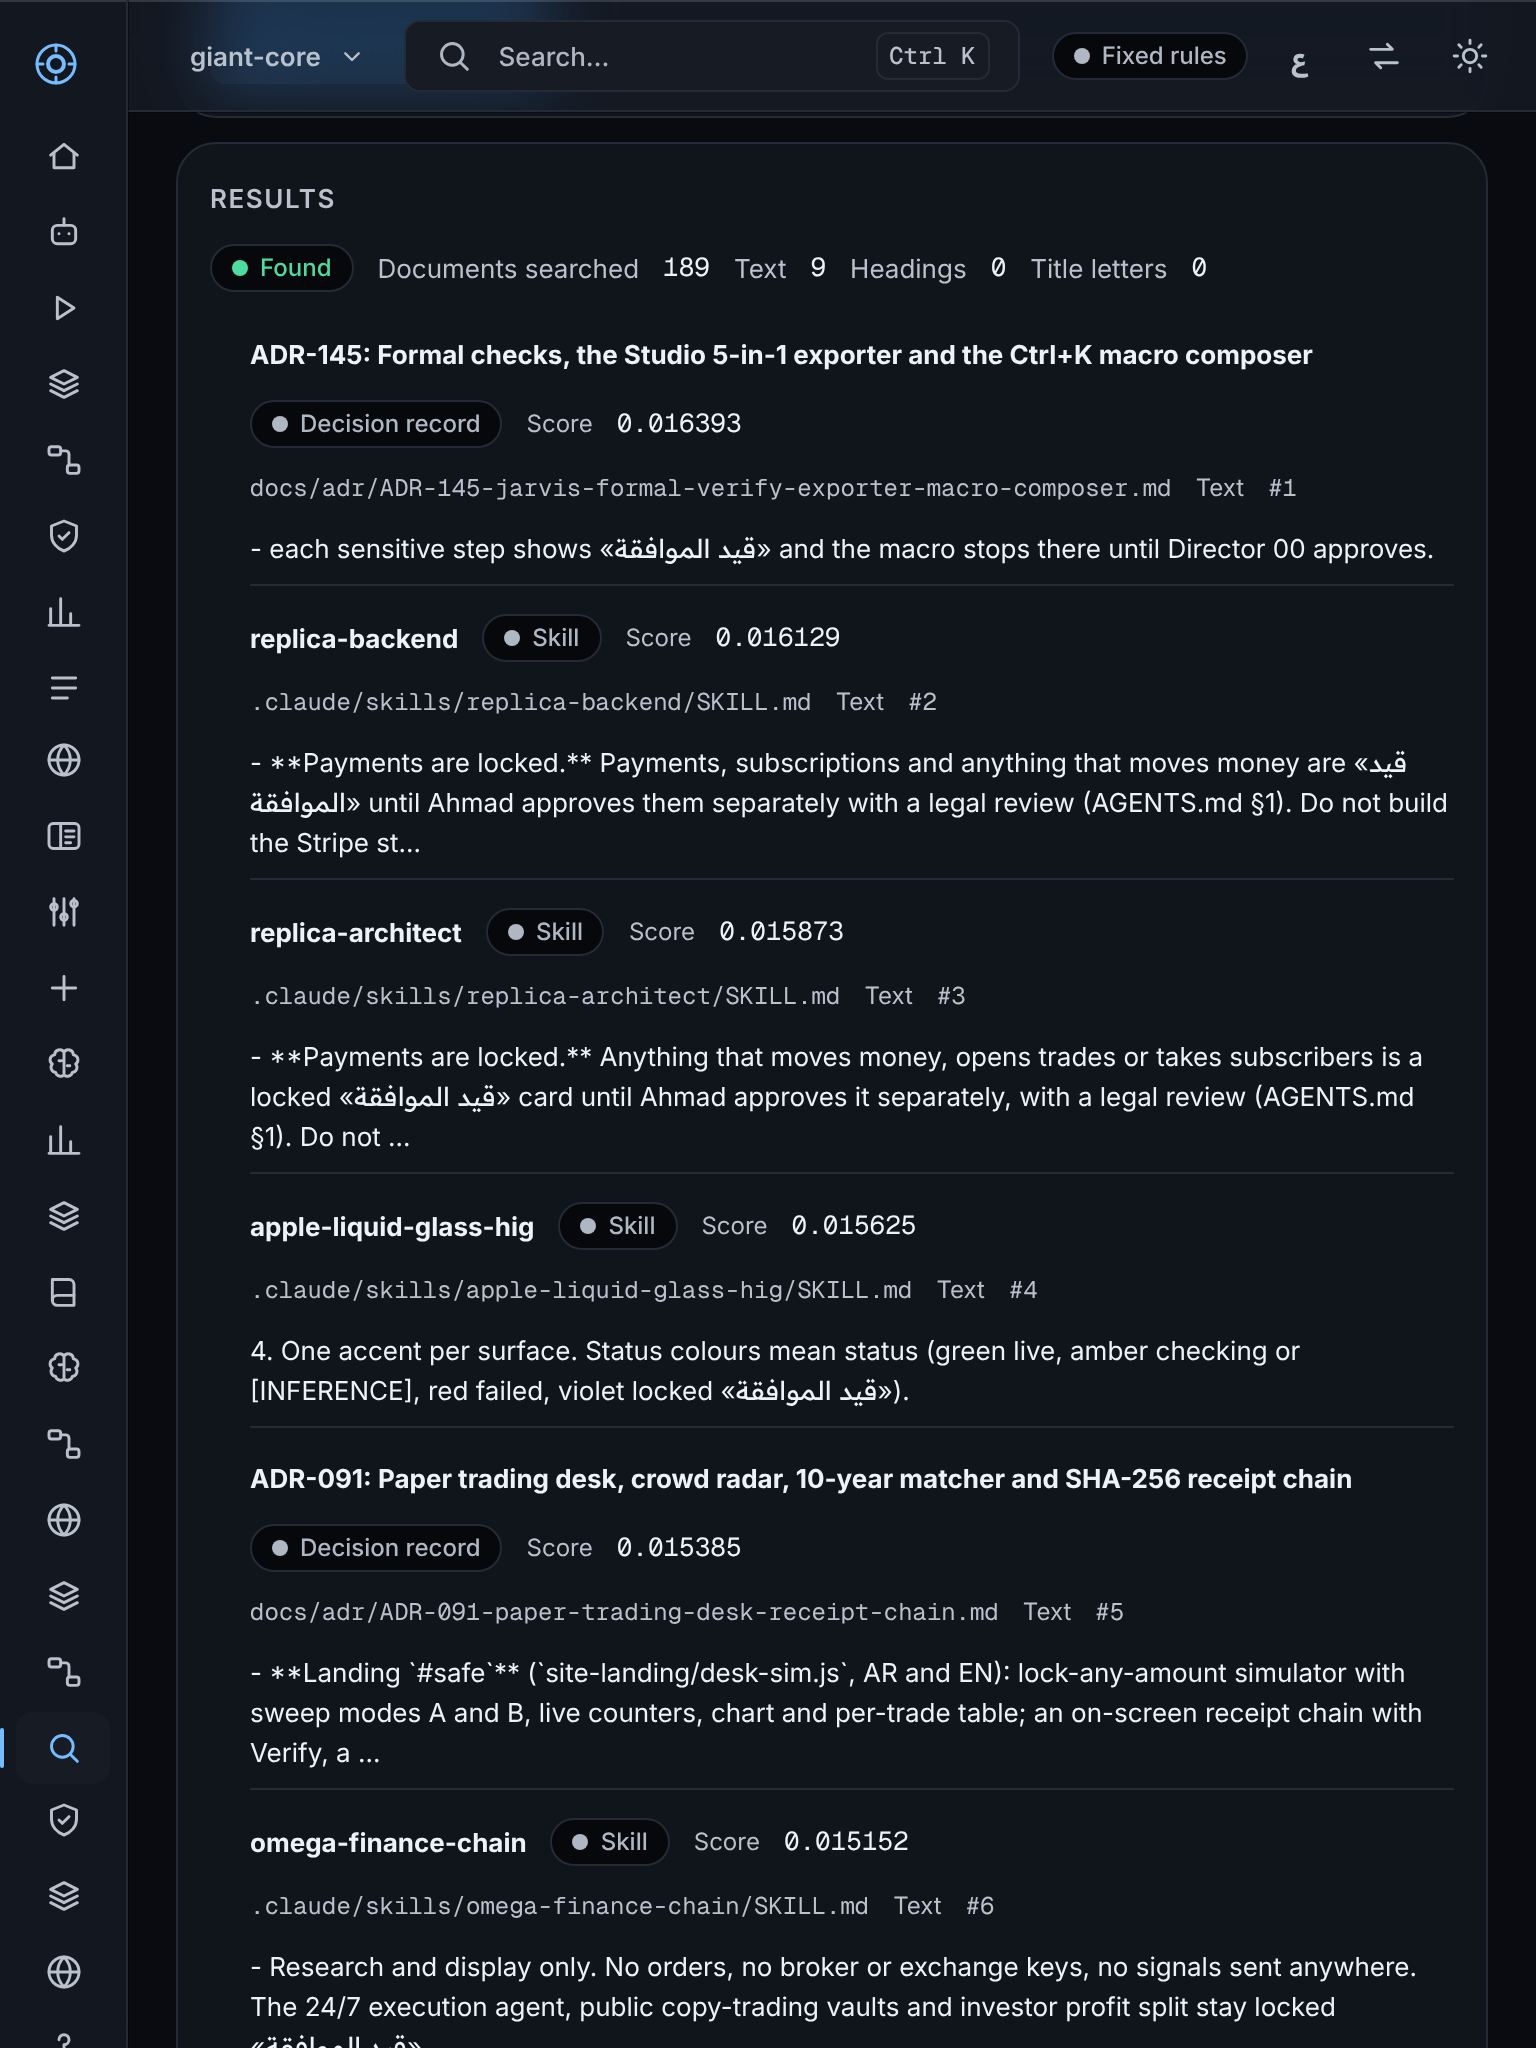 giant-core
Search...
Ctrl K
Fixed rules
ع
RESULTS
Found Documents searched 189 Text 9 Headings 0 Title letters 0
ADR-145: Formal checks, the Studio 5-in-1 exporter and the Ctrl+K macro composer
Decision record Score 0.016393
docs/adr/ADR-145-jarvis-formal-verify-exporter-macro-composer.md Text #1
- each sensitive step shows «قيد الموافقة» and the macro stops there until Director 00 approves.
replica-backend Skill Score 0.016129
.claude/skills/replica-backend/SKILL.md Text #2
- **Payments are locked.** Payments, subscriptions and anything that moves money are «قيد
الموافقة» until Ahmad approves them separately with a legal review (AGENTS.md §1). Do not build
the Stripe st...
replica-architect Skill Score 0.015873
.claude/skills/replica-architect/SKILL.md Text #3
- **Payments are locked.** Anything that moves money, opens trades or takes subscribers is a
locked «قيد الموافقة» card until Ahmad approves it separately, with a legal review (AGENTS.md
§1). Do not ...
apple-liquid-glass-hig Skill Score 0.015625
.claude/skills/apple-liquid-glass-hig/SKILL.md Text #4
4. One accent per surface. Status colours mean status (green live, amber checking or
[INFERENCE], red failed, violet locked «قيد الموافقة»).
ADR-091: Paper trading desk, crowd radar, 10-year matcher and SHA-256 receipt chain
Decision record Score 0.015385
docs/adr/ADR-091-paper-trading-desk-receipt-chain.md Text #5
- **Landing `#safe`** (`site-landing/desk-sim.js`, AR and EN): lock-any-amount simulator with
sweep modes A and B, live counters, chart and per-trade table; an on-screen receipt chain with
Verify, a ...
omega-finance-chain Skill Score 0.015152
.claude/skills/omega-finance-chain/SKILL.md Text #6
- Research and display only. No orders, no broker or exchange keys, no signals sent anywhere.
The 24/7 execution agent, public copy-trading vaults and investor profit split stay locked
«قيد الموافقة»